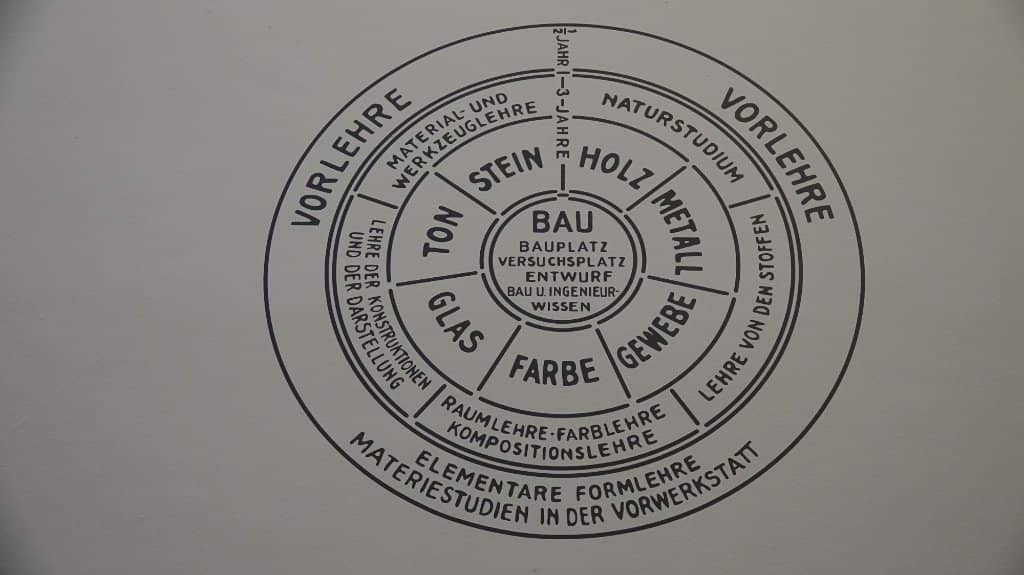 VORLEHRE
VORLEHRE
½ JAHR
3 JAHRE
MATERIAL- UND
WERKZEUGLEHRE
NATURSTUDIUM
LEHRE VON DEN STOFFEN
RAUMLEHRE·FARBLEHRE
KOMPOSITIONSLEHRE
LEHRE DER KONSTRUKTIONEN
UND DER DARSTELLUNG
STEIN
HOLZ
METALL
GEWEBE
FARBE
GLAS
TON
BAU
BAUPLATZ
VERSUCHSPLATZ
ENTWURF
BAU U. INGENIEUR-
WISSEN
ELEMENTARE FORMLEHRE
MATERIESTUDIEN IN DER VORWERKSTATT